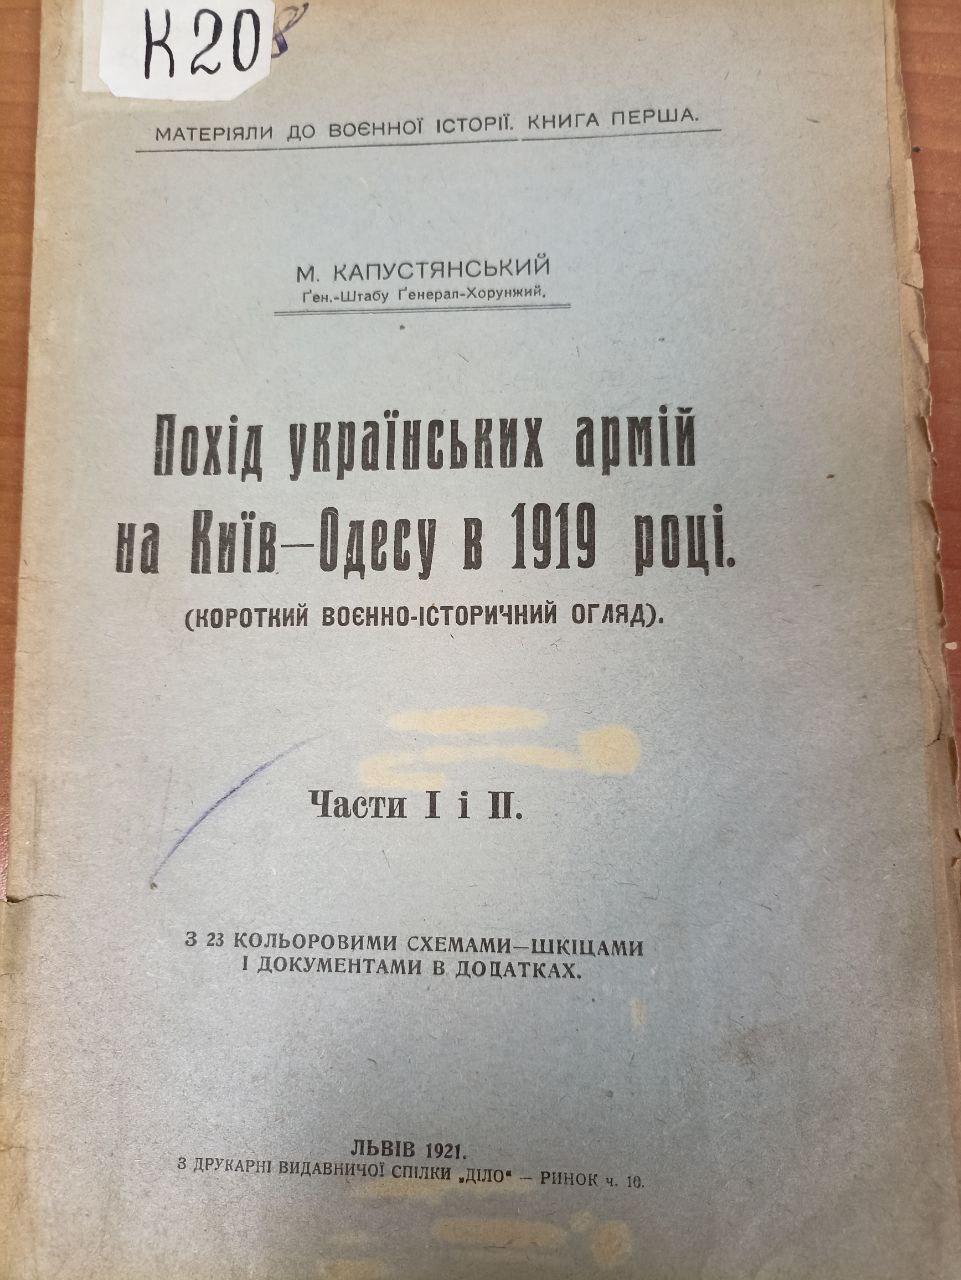 К208
МАТЕРІЯЛИ ДО ВОЄННОЇ ІСТОРІЇ. КНИГА ПЕРША.
М. КАПУСТЯНСЬКИЙ
Ґен.-Штабу Ґенерал-Хорунжий.
Похід українських армій
на Київ—Одесу в 1919 році.
(КОРОТКИЙ ВОЄННО-ІСТОРИЧНИЙ ОГЛЯД).
Части I і II.
З 23 КОЛЬОРОВИМИ СХЕМАМИ—ШКІЦАМИ
І ДОКУМЕНТАМИ В ДОДАТКАХ.
ЛЬВІВ 1921.
З ДРУКАРНІ ВИДАВНИЧОЇ СПІЛКИ „ДІЛО“ — РИНОК ч. 10.